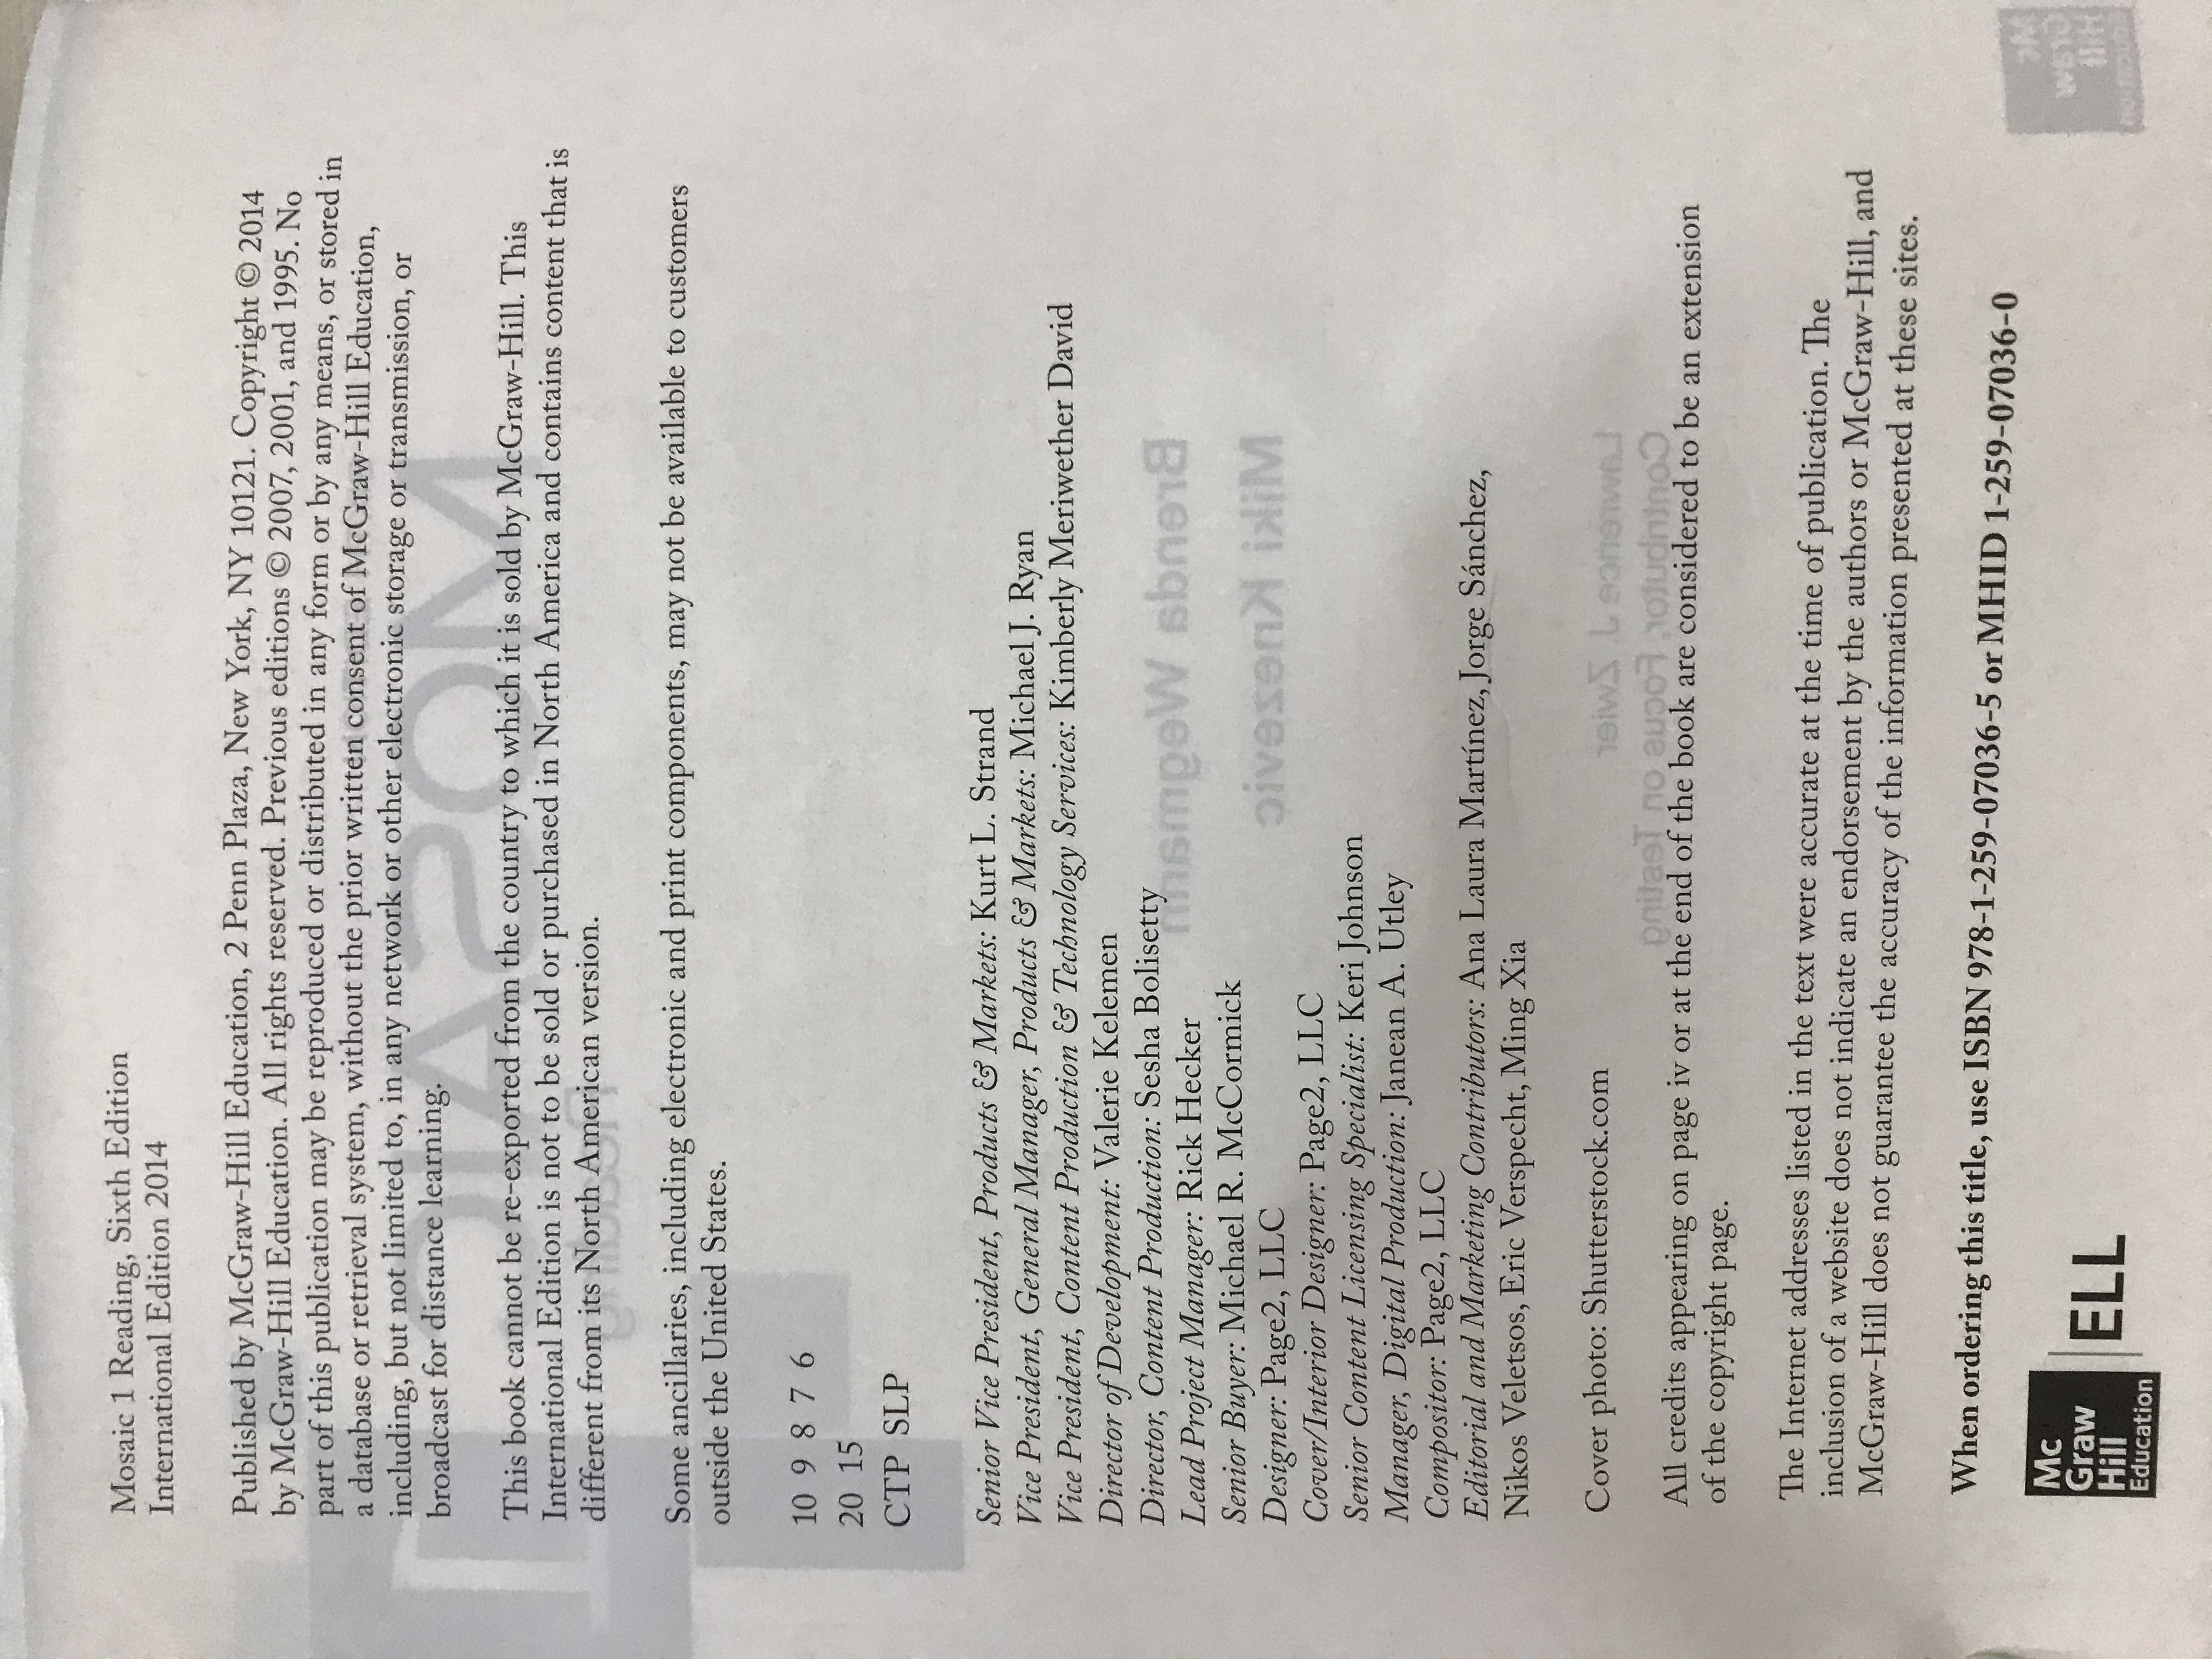 Mosaic 1 Reading, Sixth Edition
International Edition 2014
Published by McGraw-Hill Education, 2 Penn Plaza, New York, NY 10121. Copyright © 2014
by McGraw-Hill Education. All rights reserved. Previous editions © 2007, 2001, and 1995. No
part of this publication may be reproduced or distributed in any form or by any means, or stored in
a database or retrieval system, without the prior written consent of McGraw-Hill Education,
including, but not limited to, in any network or other electronic storage or transmission, or
broadcast for distance learning.
This book cannot be re-exported from the country to which it is sold by McGraw-Hill. This
International Edition is not to be sold or purchased in North America and contains content that is
different from its North American version.
Some ancillaries, including electronic and print components, may not be available to customers
outside the United States.
10 9 8 7 6
20 15
CTP SLP
Senior Vice President, Products & Markets: Kurt L. Strand
Vice President, General Manager, Products & Markets: Michael J. Ryan
Vice President, Content Production & Technology Services: Kimberly Meriwether David
Director of Development: Valerie Kelemen
Director, Content Production: Sesha Bolisetty
Lead Project Manager: Rick Hecker
Senior Buyer: Michael R. McCormick
Designer: Page2, LLC
Cover/Interior Designer: Page2, LLC
Senior Content Licensing Specialist: Keri Johnson
Manager, Digital Production: Janean A. Utley
Compositor: Page2, LLC
Editorial and Marketing Contributors: Ana Laura Martínez, Jorge Sánchez,
Nikos Veletsos, Eric Verspecht, Ming Xia
Cover photo: Shutterstock.com
All credits appearing on page iv or at the end of the book are considered to be an extension
of the copyright page.
The Internet addresses listed in the text were accurate at the time of publication. The
inclusion of a website does not indicate an endorsement by the authors or McGraw-Hill, and
McGraw-Hill does not guarantee the accuracy of the information presented at these sites.
When ordering this title, use ISBN 978-1-259-07036-5 or MHID 1-259-07036-0
Mc
Graw
Hill
Education
ELL
MOSAIC 1
Reading
Brenda Wegmann
Miki Knezevic
Lawrence J. Zwier
Contributor, Focus on Testing
Mc
Graw
Hill
Education